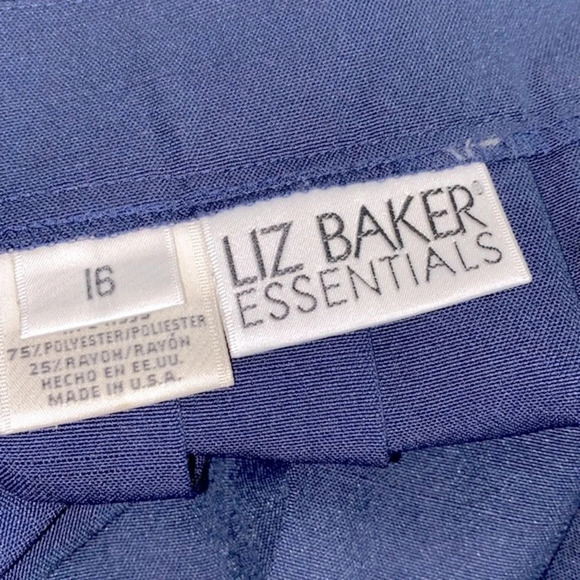 16
75% POLYESTER/POLIESTER
25% RAYON/RAYÓN
HECHO EN EE.UU.
MADE IN U.S.A.
LIZ BAKER
ESSENTIALS